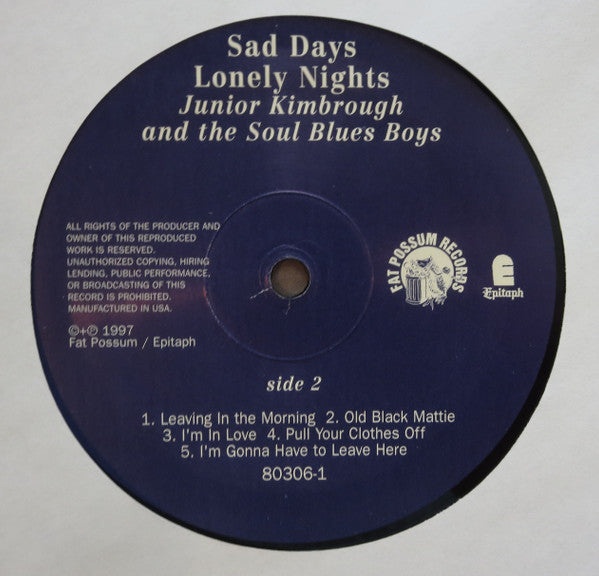 Sad Days
Lonely Nights
Junior Kimbrough
and the Soul Blues Boys
ALL RIGHTS OF THE PRODUCER AND
OWNER OF THIS REPRODUCED
WORK IS RESERVED.
UNAUTHORIZED COPYING, HIRING
LENDING, PUBLIC PERFORMANCE,
OR BROADCASTING OF THIS
RECORD IS PROHIBITED.
MANUFACTURED IN USA.
©+℗ 1997
Fat Possum / Epitaph
FAT POSSUM RECORDS
E
Epitaph
side 2
1. Leaving In the Morning 2. Old Black Mattie
3. I'm In Love 4. Pull Your Clothes Off
5. I'm Gonna Have to Leave Here
80306-1